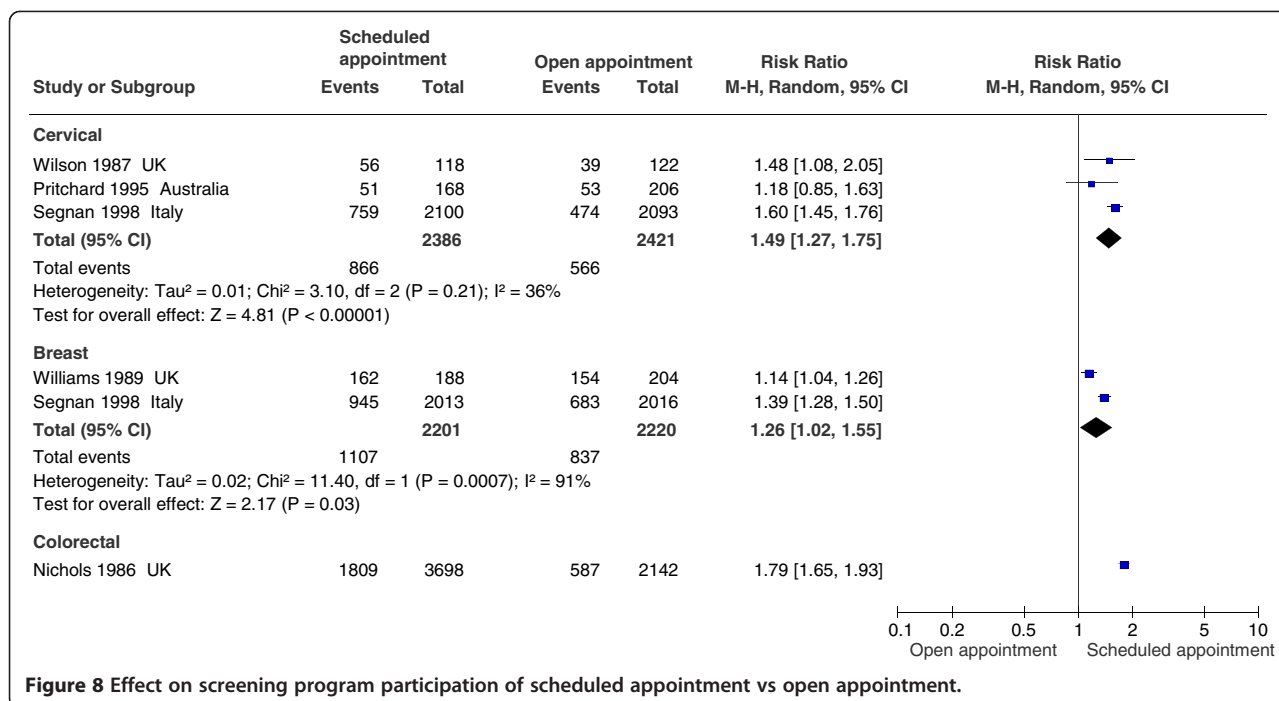 Scheduled
appointment Open appointment Risk Ratio Risk Ratio
Study or Subgroup Events Total Events Total M-H, Random, 95% CI M-H, Random, 95% CI
Cervical
Wilson 1987 UK 56 118 39 122 1.48 [1.08, 2.05]
Pritchard 1995 Australia 51 168 53 206 1.18 [0.85, 1.63]
Segnan 1998 Italy 759 2100 474 2093 1.60 [1.45, 1.76]
Total (95% CI) 2386 2421 1.49 [1.27, 1.75]
Total events 866 566
Heterogeneity: Tau² = 0.01; Chi² = 3.10, df = 2 (P = 0.21); I² = 36%
Test for overall effect: Z = 4.81 (P < 0.00001)
Breast
Williams 1989 UK 162 188 154 204 1.14 [1.04, 1.26]
Segnan 1998 Italy 945 2013 683 2016 1.39 [1.28, 1.50]
Total (95% CI) 2201 2220 1.26 [1.02, 1.55]
Total events 1107 837
Heterogeneity: Tau² = 0.02; Chi² = 11.40, df = 1 (P = 0.0007); I² = 91%
Test for overall effect: Z = 2.17 (P = 0.03)
Colorectal
Nichols 1986 UK 1809 3698 587 2142 1.79 [1.65, 1.93]
0.1 0.2 0.5 1 2 5 10
Open appointment Scheduled appointment
Figure 8 Effect on screening program participation of scheduled appointment vs open appointment.